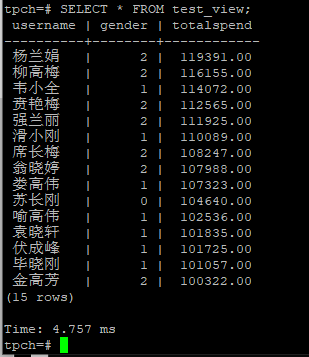 tpch=# SELECT * FROM test_view;
 username | gender | totalspend
----------+--------+------------
 杨兰娟   |      2 |  119391.00
 柳高梅   |      2 |  116155.00
 韦小全   |      1 |  114072.00
 贲艳梅   |      2 |  112565.00
 强兰丽   |      2 |  111925.00
 滑小刚   |      1 |  110089.00
 席长梅   |      2 |  108247.00
 翁晓婷   |      2 |  107988.00
 娄高伟   |      1 |  107323.00
 苏长刚   |      0 |  104640.00
 喻高伟   |      1 |  102536.00
 袁晓轩   |      1 |  101835.00
 伏成峰   |      1 |  101725.00
 毕晓刚   |      1 |  101057.00
 金高芳   |      2 |  100322.00
(15 rows)
Time: 4.757 ms
tpch=#